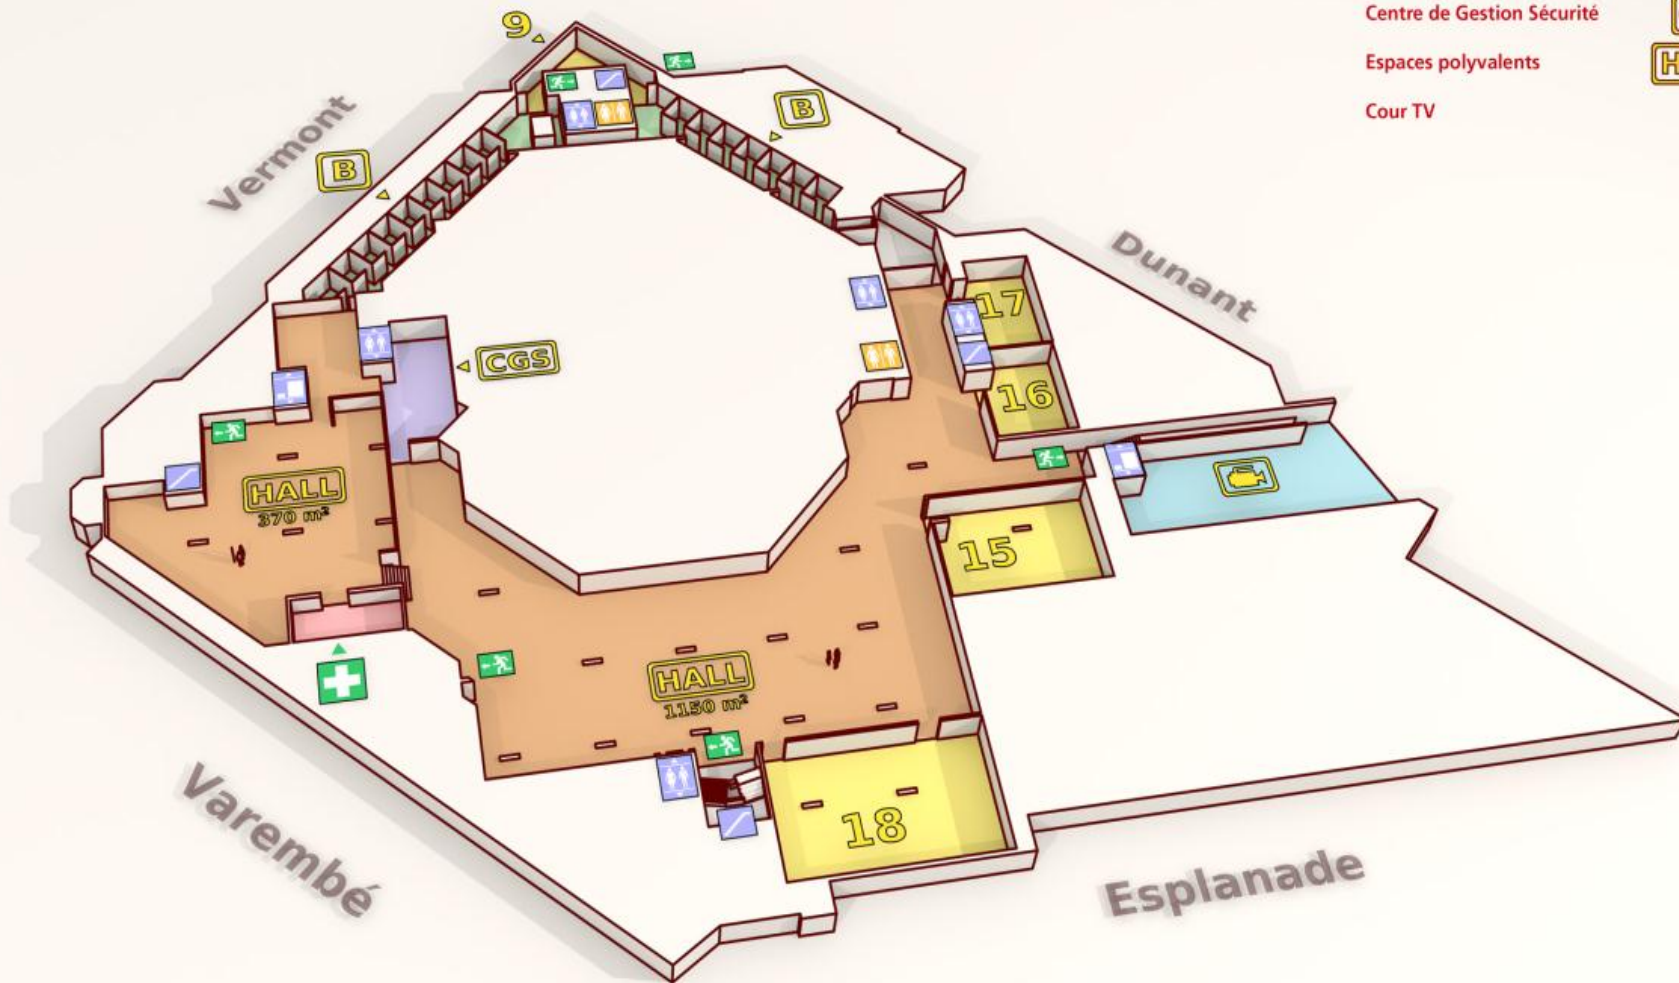 Centre de Gestion Sécurité
Espaces polyvalents
Cour TV
9
B
B
Vermont
Dunant
17
CGS
16
HALL
370 m²
15
HALL
1150 m²
18
Varembé
Esplanade